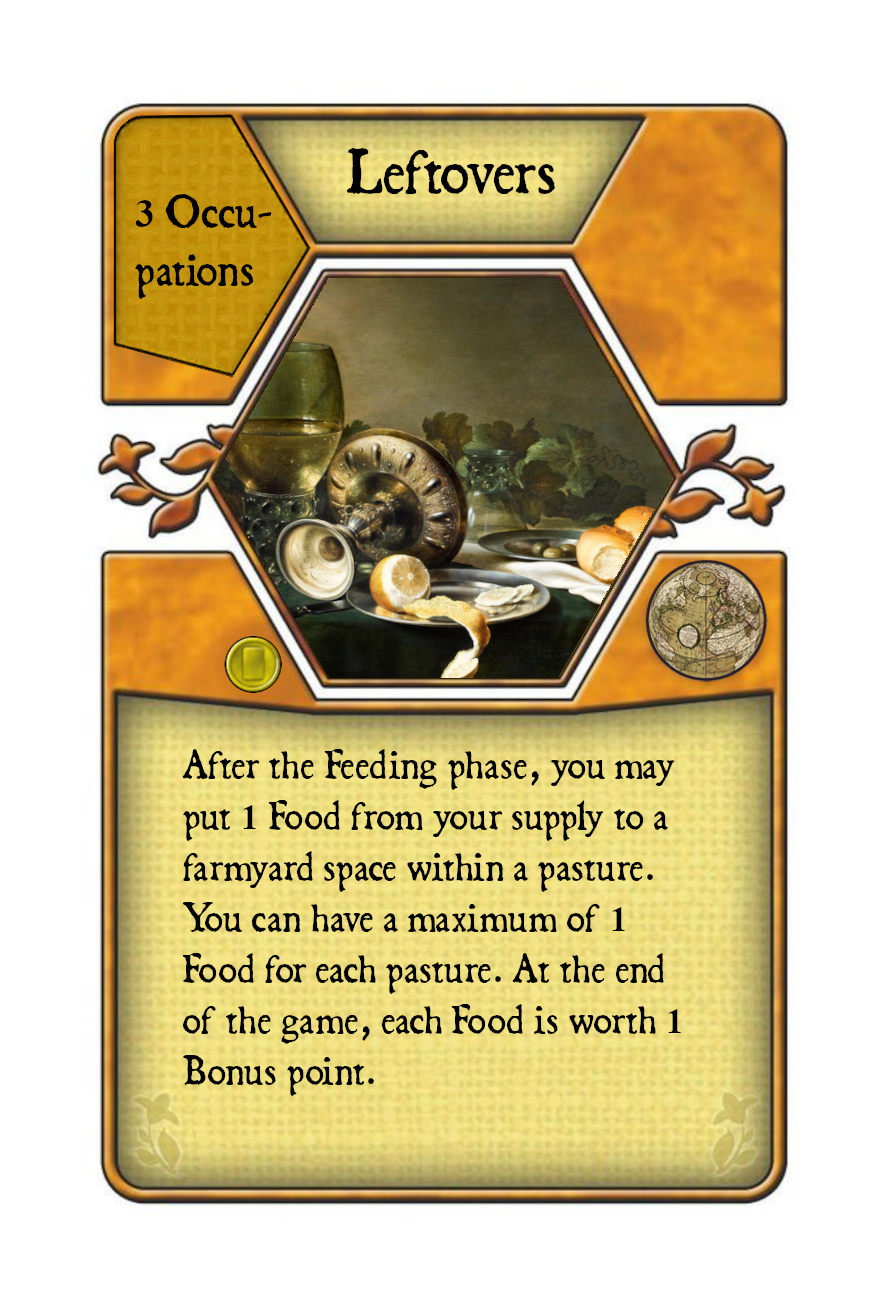 Leftovers
3 Occu-
pations
After the Feeding phase, you may
put 1 Food from your supply to a
farmyard space within a pasture.
You can have a maximum of 1
Food for each pasture. At the end
of the game, each Food is worth 1
Bonus point.